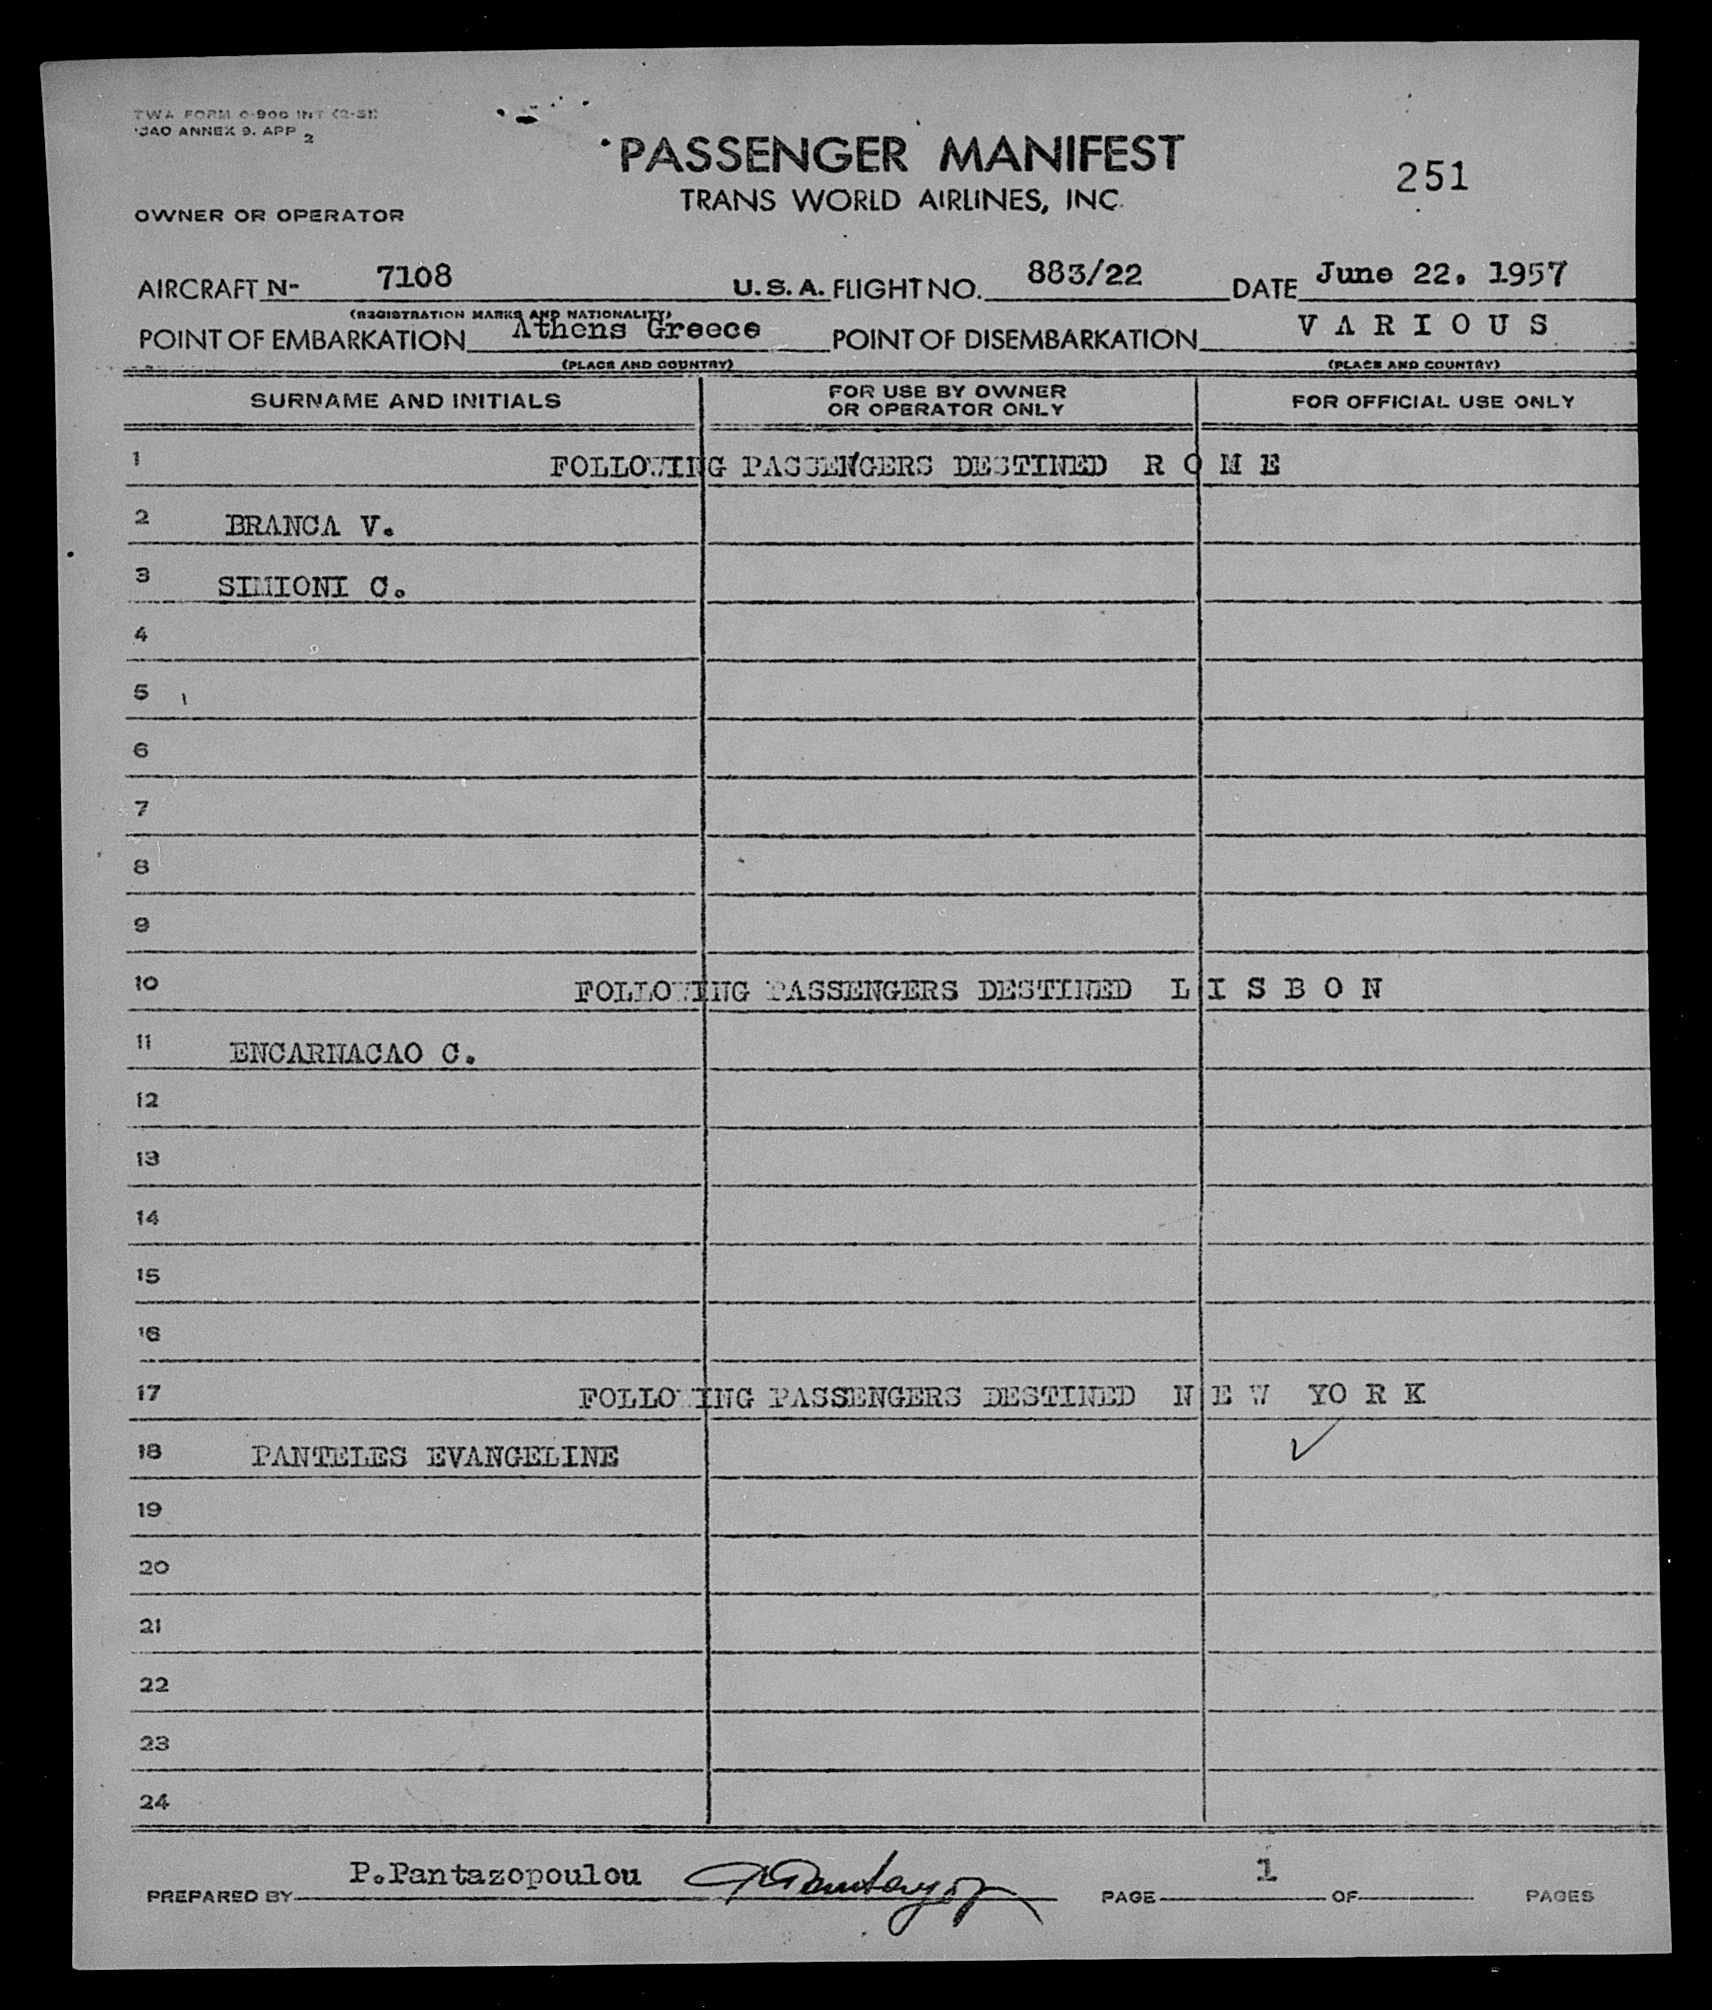 TWA FORM O-900 INT (2-51)
ICAO ANNEX 9. APP 2
PASSENGER MANIFEST
251
TRANS WORLD AIRLINES, INC.
OWNER OR OPERATOR
AIRCRAFT N- 7108 U.S.A. FLIGHT NO. 883/22 DATE June 22. 1957
(REGISTRATION MARKS AND NATIONALITY)
POINT OF EMBARKATION Athens Greece POINT OF DISEMBARKATION V A R I O U S
(PLACE AND COUNTRY) (PLACE AND COUNTRY)
SURNAME AND INITIALS FOR USE BY OWNER OR OPERATOR ONLY FOR OFFICIAL USE ONLY
1 FOLLOWING PASSENGERS DESTINED R O M E
2 BRANCA V.
3 SIMIONI C.
4
5
6
7
8
9
10 FOLLOWING PASSENGERS DESTINED L I S B O N
11 ENCARNACAO C.
12
13
14
15
16
17 FOLLOWING PASSENGERS DESTINED N E W YO R K
18 PANTELES EVANGELINE ✓
19
20
21
22
23
24
PREPARED BY P.Pantazopoulou PAGE 1 OF PAGES